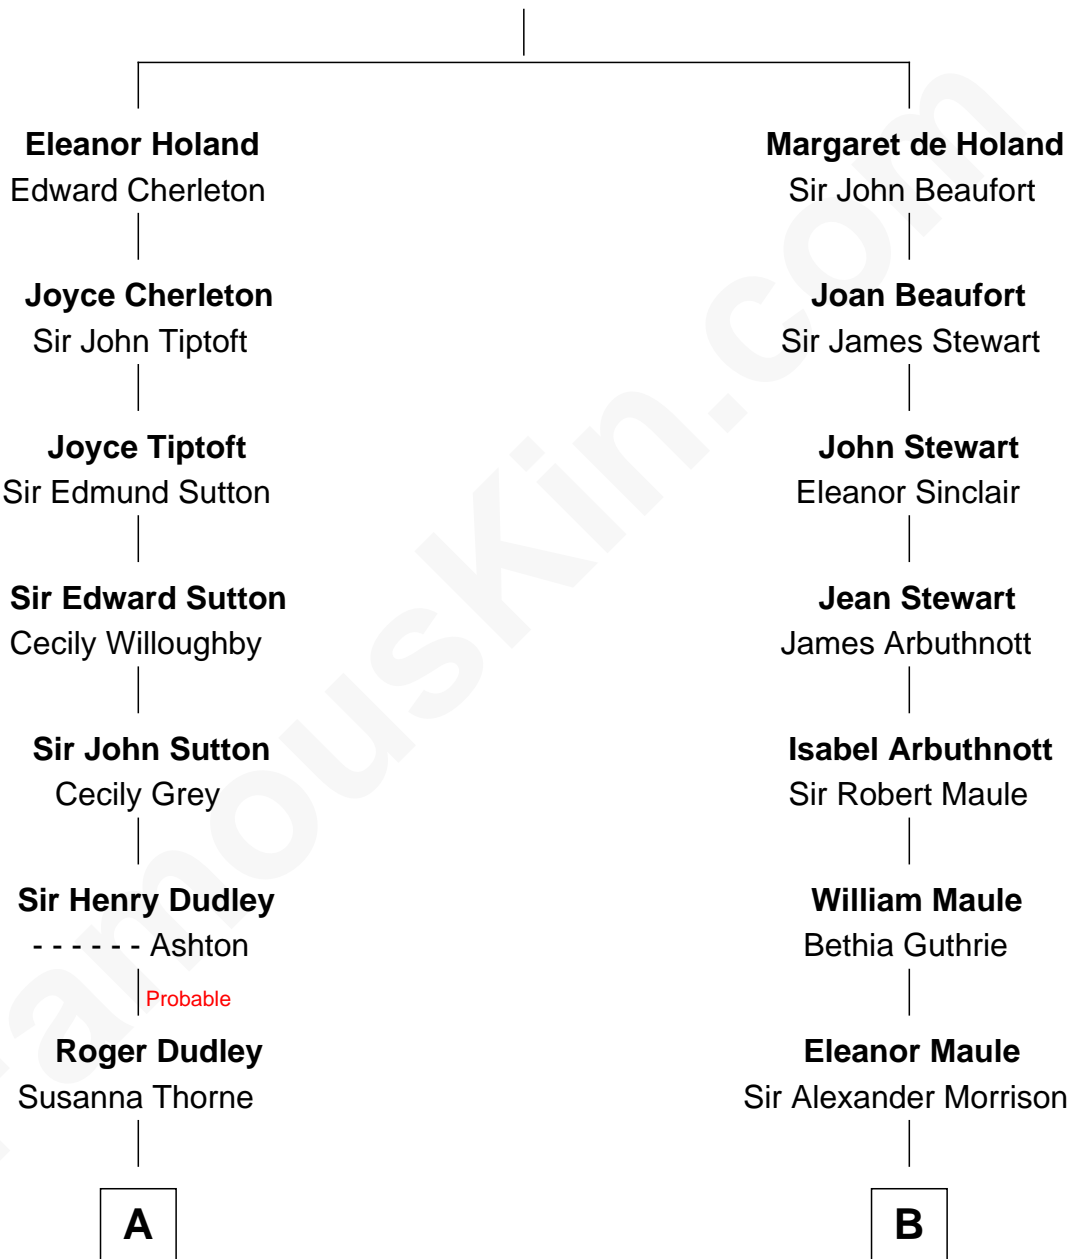 Eleanor Holand
Edward Cherleton
Margaret de Holand
Sir John Beaufort
Joyce Cherleton
Sir John Tiptoft
Joan Beaufort
Sir James Stewart
Joyce Tiptoft
Sir Edmund Sutton
John Stewart
Eleanor Sinclair
Sir Edward Sutton
Cecily Willoughby
Jean Stewart
James Arbuthnott
Sir John Sutton
Cecily Grey
Isabel Arbuthnott
Sir Robert Maule
Sir Henry Dudley
- - - - - - Ashton
Probable
William Maule
Bethia Guthrie
Roger Dudley
Susanna Thorne
Eleanor Maule
Sir Alexander Morrison
A
B
FamousKin.com